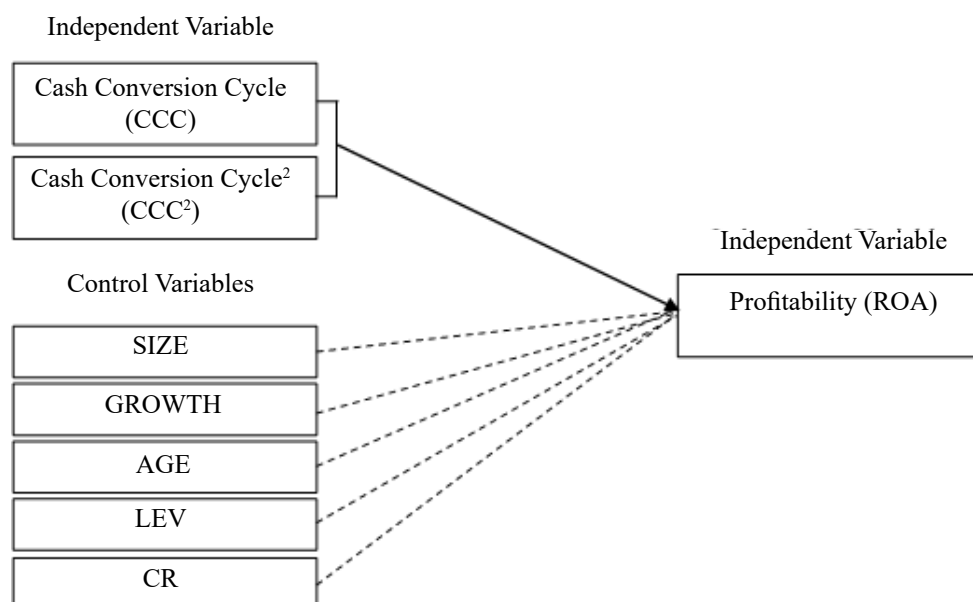 Independent Variable
Cash Conversion Cycle
(CCC)
Cash Conversion Cycle²
(CCC²)
Control Variables
SIZE
GROWTH
AGE
LEV
CR
Independent Variable
Profitability (ROA)